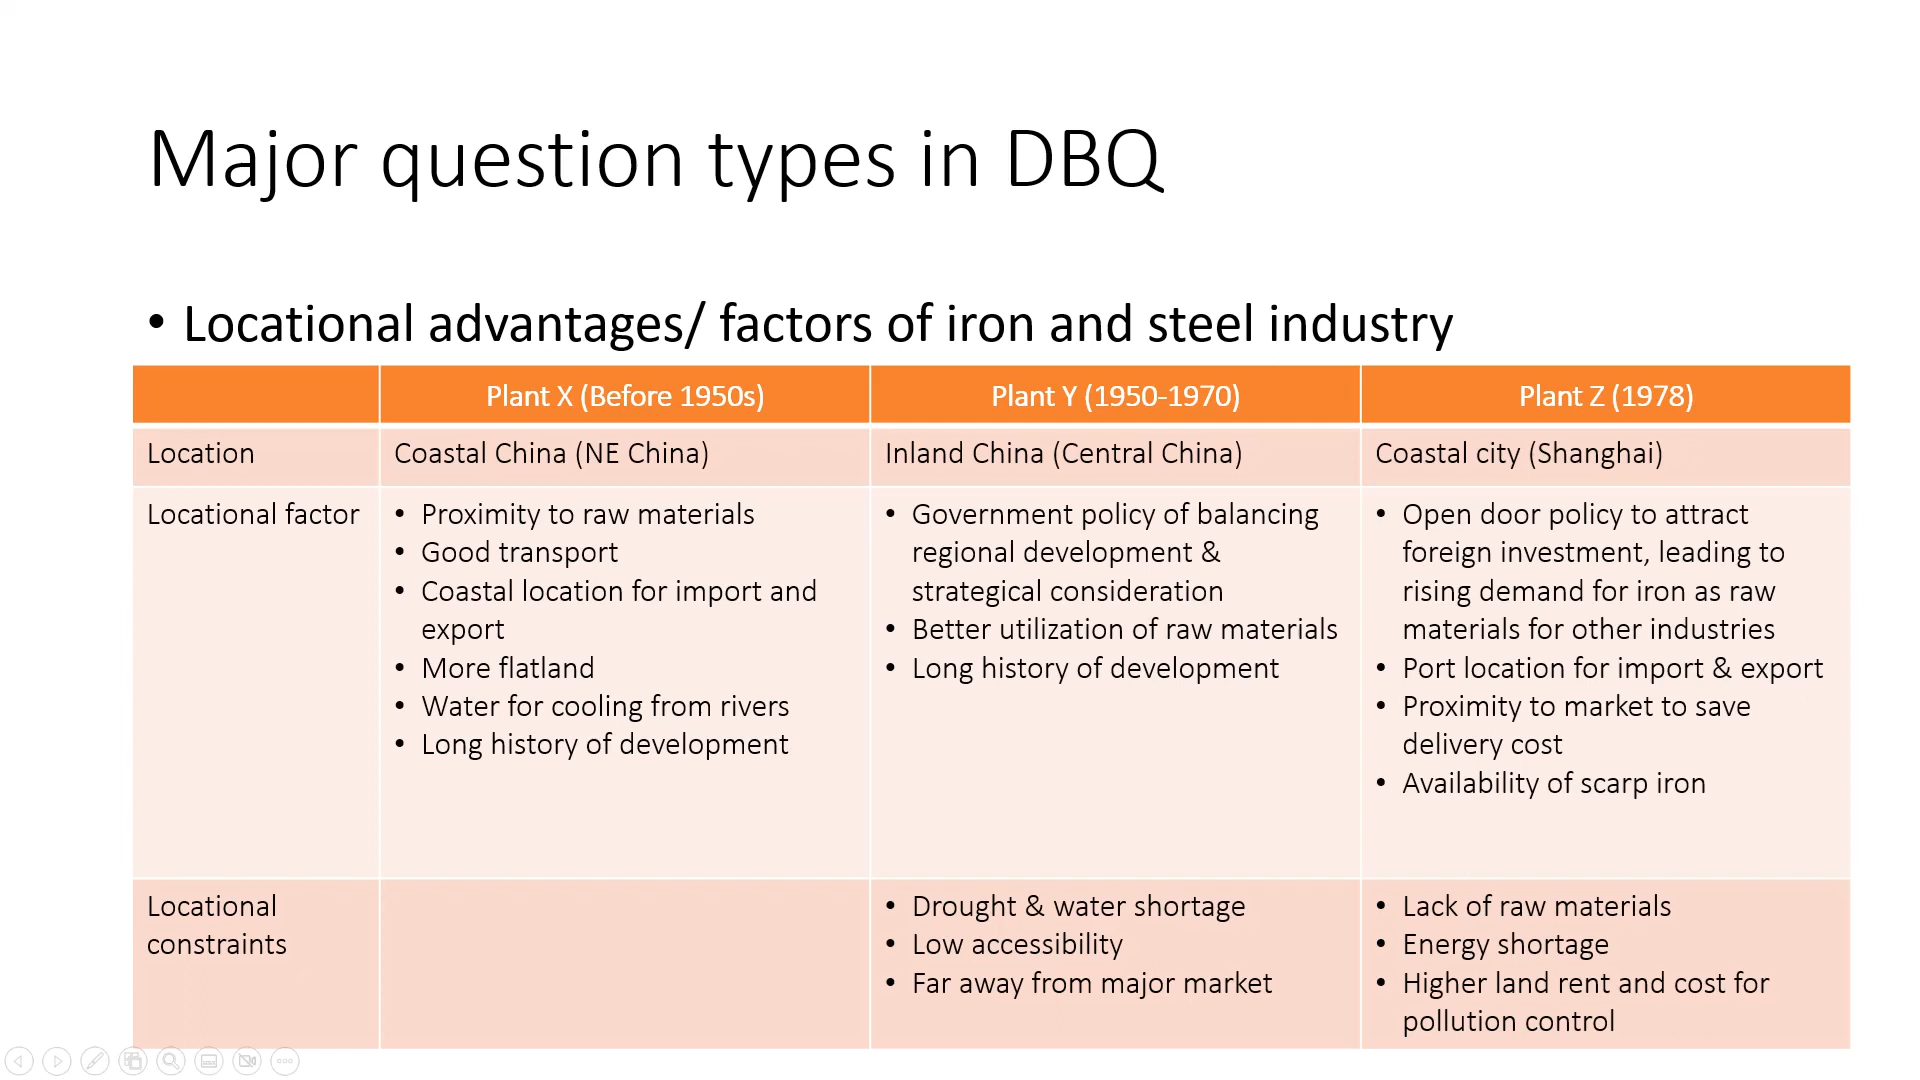 Major question types in DBQ
• Locational advantages/ factors of iron and steel industry
Plant X (Before 1950s)
Plant Y (1950-1970)
Plant Z (1978)
Location
Coastal China (NE China)
Inland China (Central China)
Coastal city (Shanghai)
Locational factor
• Proximity to raw materials
• Good transport
• Coastal location for import and
export
• More flatland
• Water for cooling from rivers
• Long history of development
• Government policy of balancing
regional development &
strategical consideration
• Better utilization of raw materials
• Long history of development
• Open door policy to attract
foreign investment, leading to
rising demand for iron as raw
materials for other industries
• Port location for import & export
• Proximity to market to save
delivery cost
• Availability of scarp iron
Locational
constraints
• Drought & water shortage
• Low accessibility
• Far away from major market
• Lack of raw materials
• Energy shortage
• Higher land rent and cost for
pollution control